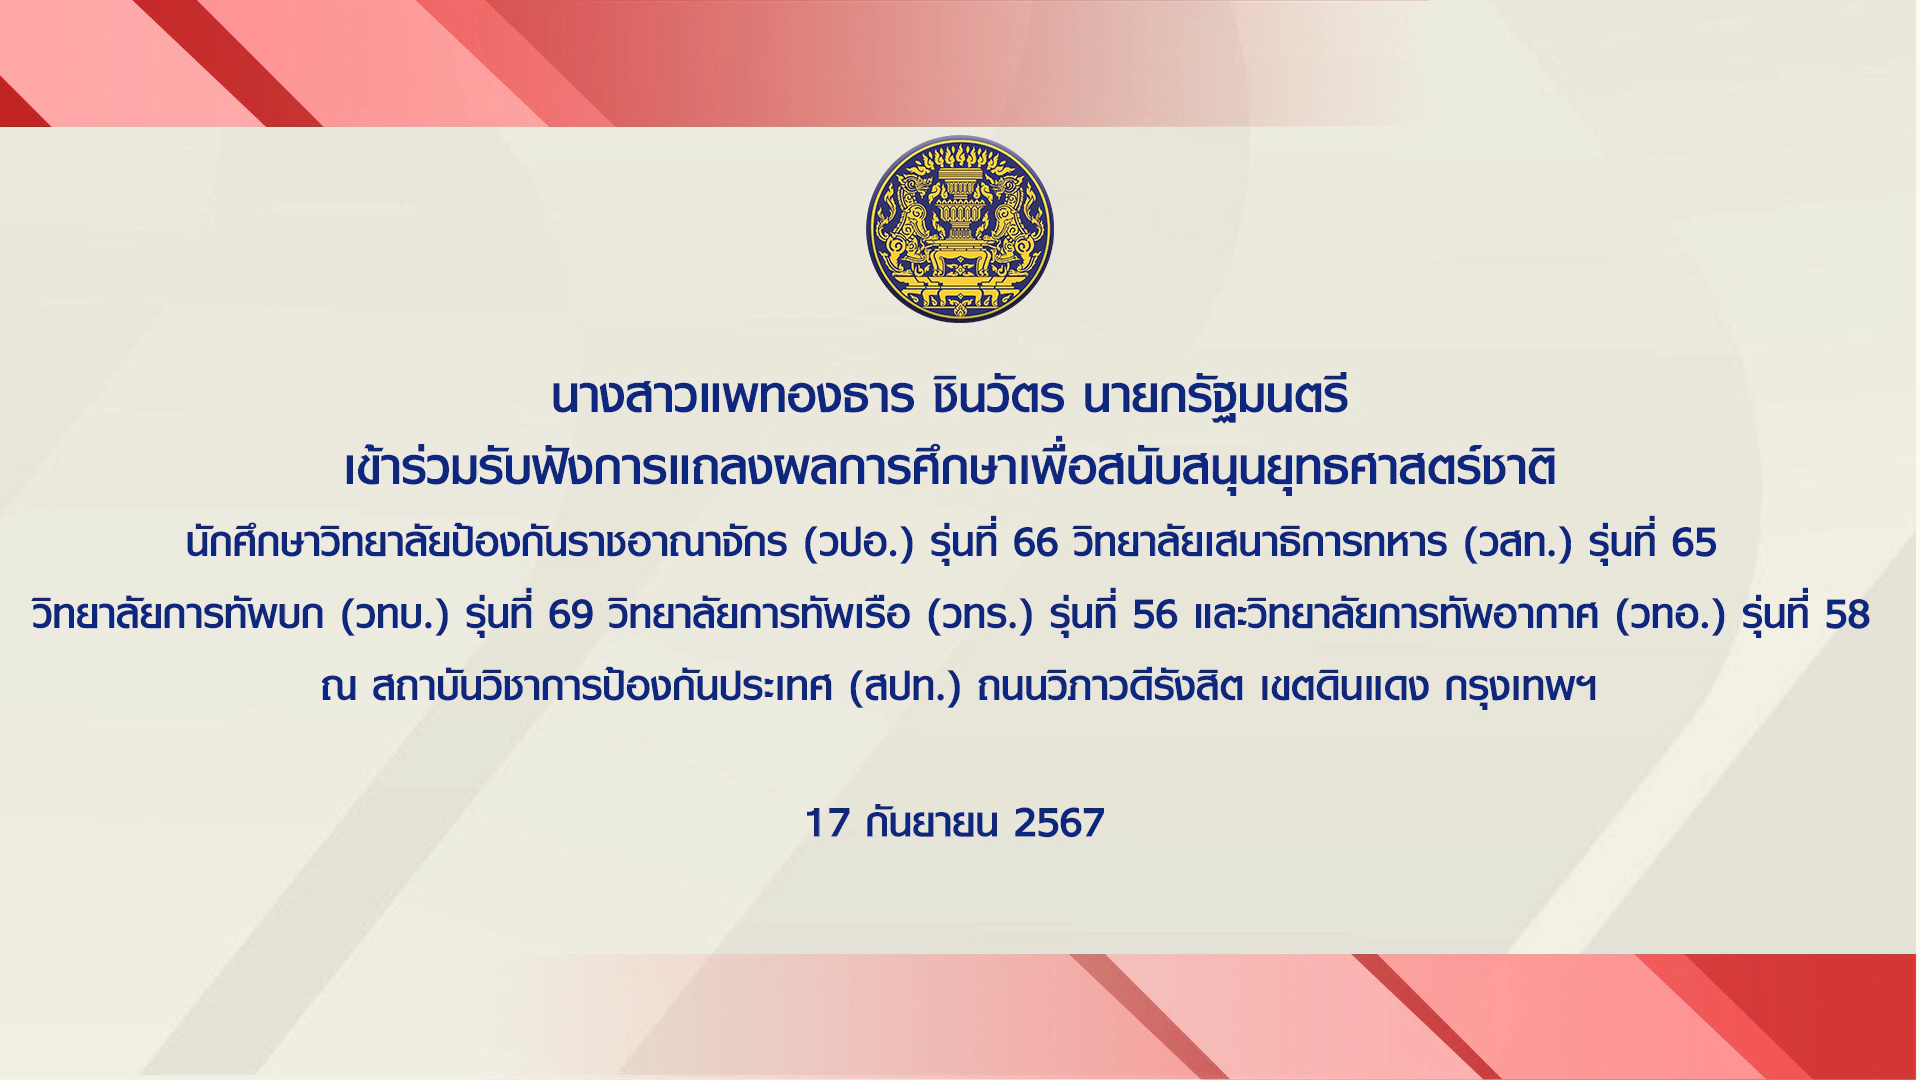 นางสาวแพทองธาร ชินวัตร นายกรัฐมนตรี
เข้าร่วมรับฟังการแถลงผลการศึกษาเพื่อสนับสนุนยุทธศาสตร์ชาติ
นักศึกษาวิทยาลัยป้องกันราชอาณาจักร (วปอ.) รุ่นที่ 66 วิทยาลัยเสนาธิการทหาร (วสท.) รุ่นที่ 65
วิทยาลัยการทัพบก (วทบ.) รุ่นที่ 69 วิทยาลัยการทัพเรือ (วทร.) รุ่นที่ 56 และวิทยาลัยการทัพอากาศ (วทอ.) รุ่นที่ 58
ณ สถาบันวิชาการป้องกันประเทศ (สปท.) ถนนวิภาวดีรังสิต เขตดินแดง กรุงเทพฯ
17 กันยายน 2567